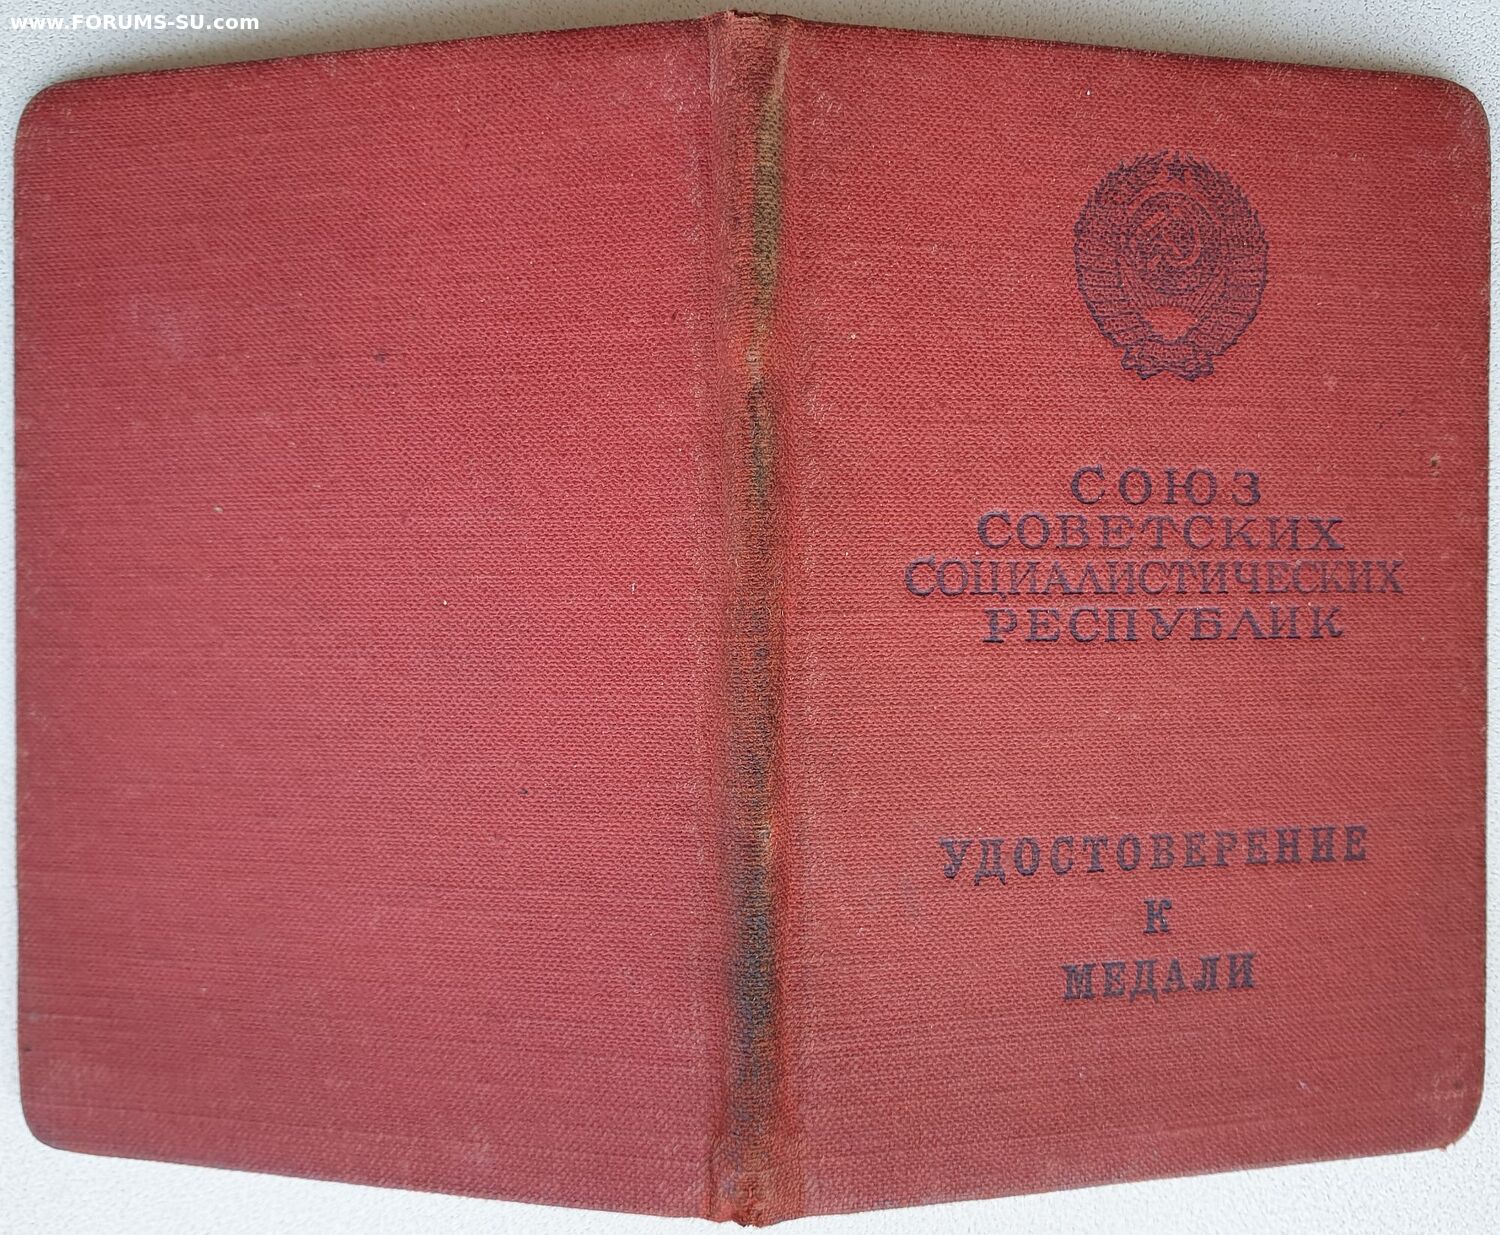 www.FORUMS-SU.com
СОЮЗ
СОВЕТСКИХ
СОЦИАЛИСТИЧЕСКИХ
РЕСПУБЛИК
УДОСТОВЕРЕНИЕ
К
МЕДАЛИ